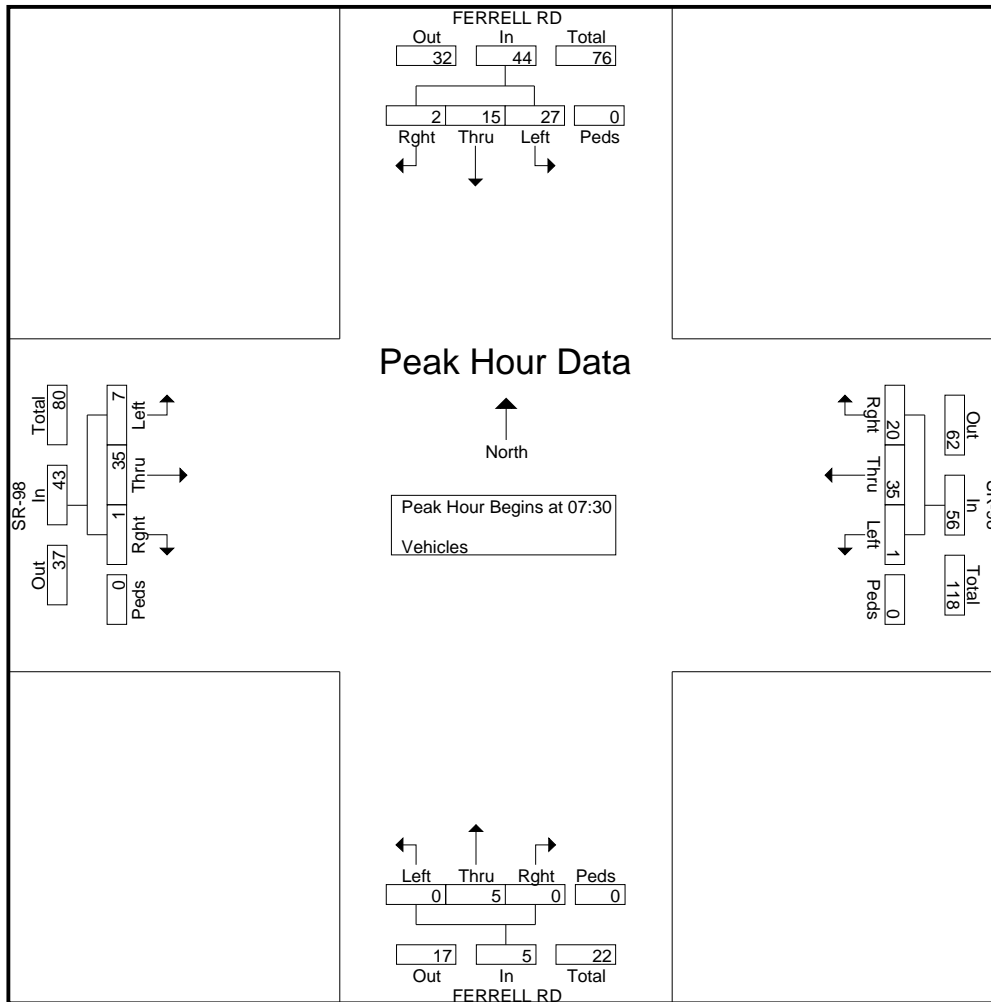 FERRELL RD
Out In Total
32 44 76
2 15 27 0
Rght Thru Left Peds
Peak Hour Data
North
Peak Hour Begins at 07:30
Vehicles
SR-98
Total In Out
80 43 37
7 35 1 0
Left Thru Rght Peds
Out In Total
62 56 118
20 35 1 0
Rght Thru Left Peds
Left Thru Rght Peds
0 5 0 0
17 5 22
Out In Total
FERRELL RD